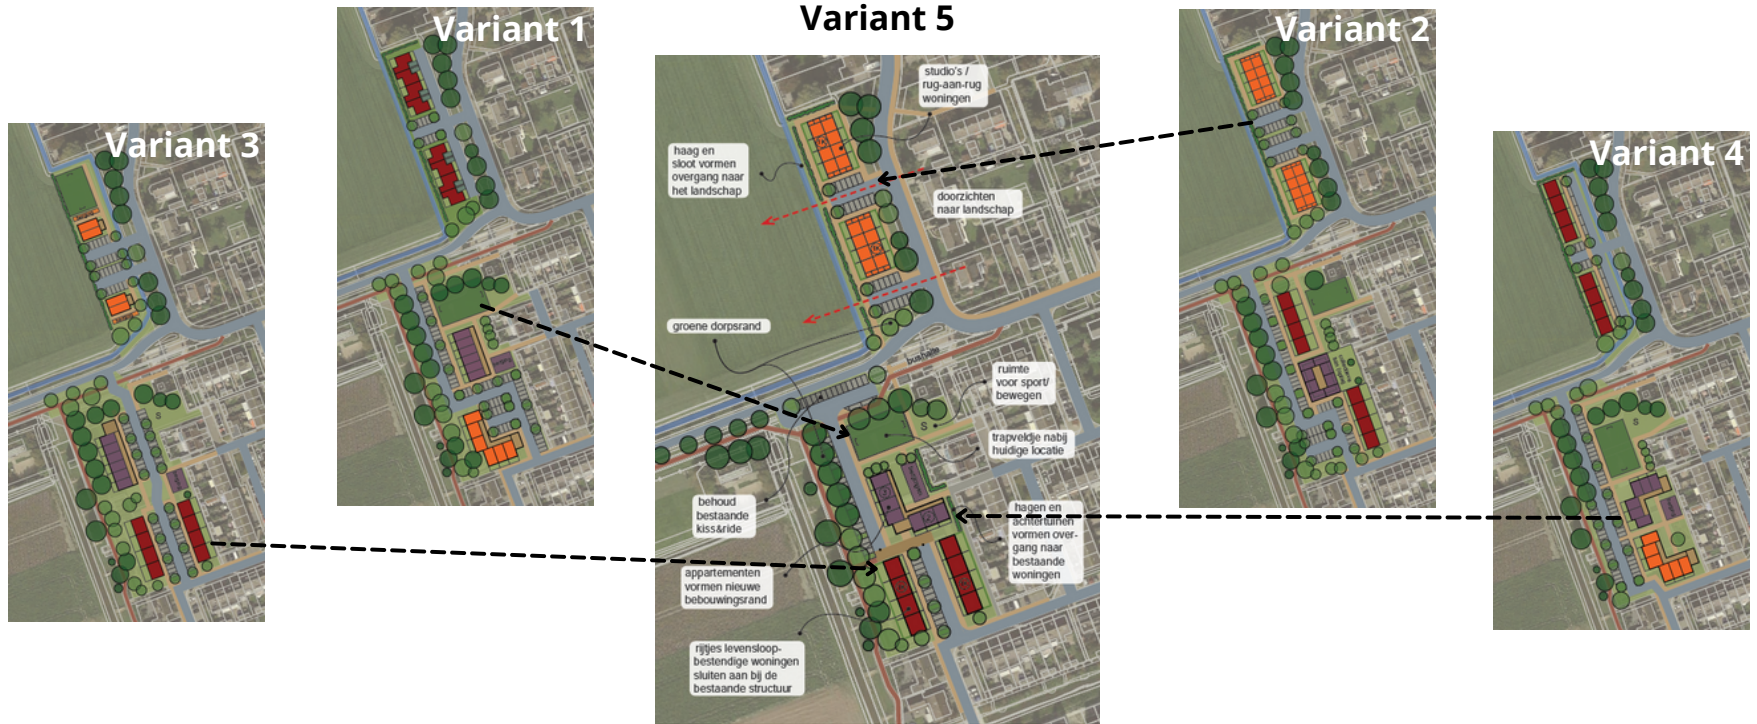 Variant 5
Variant 1
Variant 2
Variant 3
Variant 4
studio's /
rug-aan-rug
woningen
haag en
sloot vormen
overgang naar
het landschap
doorzichten
naar landschap
groene dorpsrand
bushalte
ruimte
voor sport/
bewegen
S
trapveldje nabij
huidige locatie
behoud
bestaande
kiss&ride
hagen en
achtertuinen
vormen over-
gang naar
bestaande
woningen
appartementen
vormen nieuwe
bebouwingsrand
rijtjes levensloop-
bestendige woningen
sluiten aan bij de
bestaande structuur
S
S